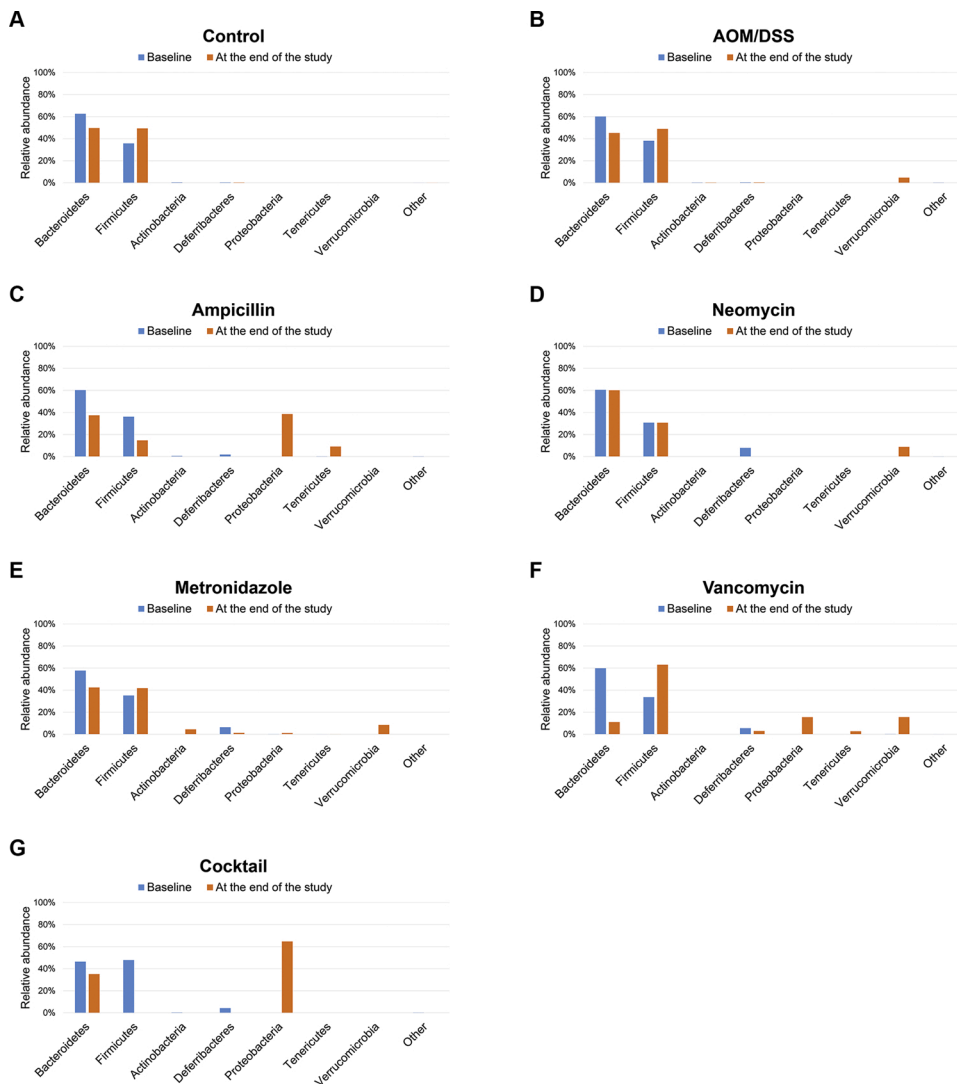 A
Control
Baseline At the end of the study
Relative abundance
100%
80%
60%
40%
20%
0%
Bacteroidetes
Firmicutes
Actinobacteria
Deferribacteres
Proteobacteria
Tenericutes
Verrucomicrobia
Other
B
AOM/DSS
Baseline At the end of the study
Relative abundance
100%
80%
60%
40%
20%
0%
Bacteroidetes
Firmicutes
Actinobacteria
Deferribacteres
Proteobacteria
Tenericutes
Verrucomicrobia
Other
C
Ampicillin
Baseline At the end of the study
Relative abundance
100%
80%
60%
40%
20%
0%
Bacteroidetes
Firmicutes
Actinobacteria
Deferribacteres
Proteobacteria
Tenericutes
Verrucomicrobia
Other
D
Neomycin
Baseline At the end of the study
Relative abundance
100%
80%
60%
40%
20%
0%
Bacteroidetes
Firmicutes
Actinobacteria
Deferribacteres
Proteobacteria
Tenericutes
Verrucomicrobia
Other
E
Metronidazole
Baseline At the end of the study
Relative abundance
100%
80%
60%
40%
20%
0%
Bacteroidetes
Firmicutes
Actinobacteria
Deferribacteres
Proteobacteria
Tenericutes
Verrucomicrobia
Other
F
Vancomycin
Baseline At the end of the study
Relative abundance
100%
80%
60%
40%
20%
0%
Bacteroidetes
Firmicutes
Actinobacteria
Deferribacteres
Proteobacteria
Tenericutes
Verrucomicrobia
Other
G
Cocktail
Baseline At the end of the study
Relative abundance
100%
80%
60%
40%
20%
0%
Bacteroidetes
Firmicutes
Actinobacteria
Deferribacteres
Proteobacteria
Tenericutes
Verrucomicrobia
Other